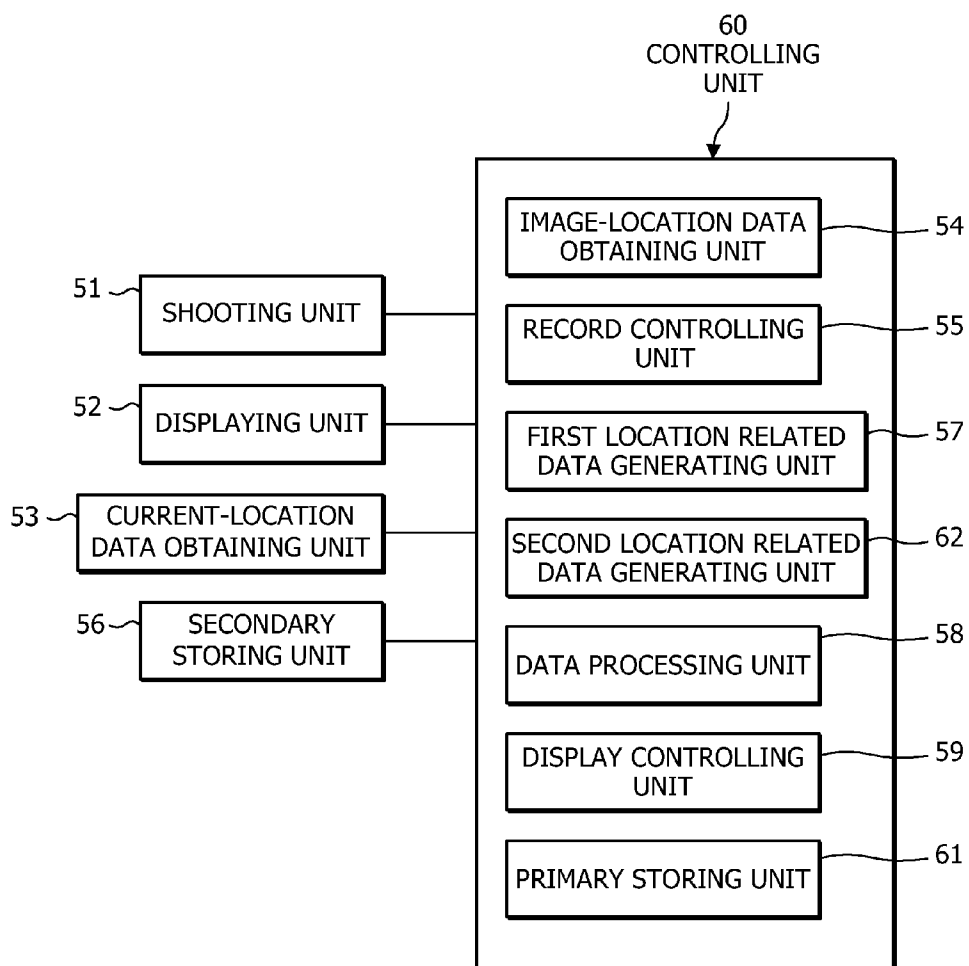 60
CONTROLLING
UNIT
IMAGE-LOCATION DATA
OBTAINING UNIT
54
51
SHOOTING UNIT
RECORD CONTROLLING
UNIT
55
52
DISPLAYING UNIT
FIRST LOCATION RELATED
DATA GENERATING UNIT
57
53
CURRENT-LOCATION
DATA OBTAINING UNIT
SECOND LOCATION RELATED
DATA GENERATING UNIT
62
56
SECONDARY
STORING UNIT
DATA PROCESSING UNIT
58
DISPLAY CONTROLLING
UNIT
59
PRIMARY STORING UNIT
61